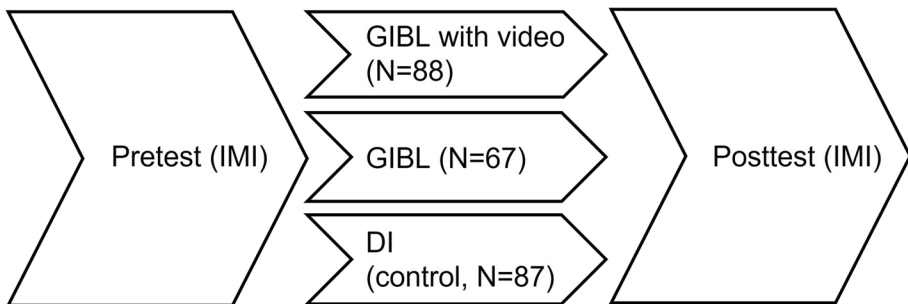 Pretest (IMI)
GIBL with video
(N=88)
GIBL (N=67)
DI
(control, N=87)
Posttest (IMI)